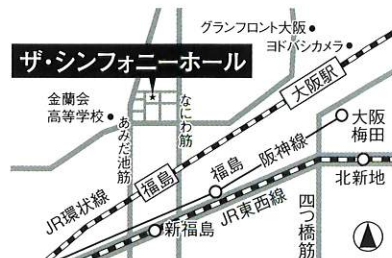 グランフロント大阪
ヨドバシカメラ
ザ・シンフォニーホール
金蘭会
高等学校
あみだ池筋
なにわ筋
大阪駅
大阪
梅田
福島
福島
阪神線
北新地
JR環状線
JR東西線
新福島
四つ橋筋